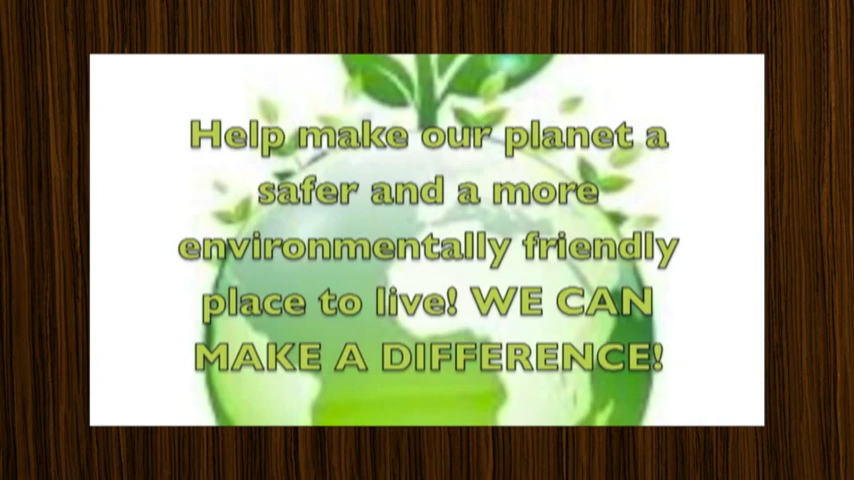 Help make our planet a
safer and a more
environmentally friendly
place to live! WE CAN
MAKE A DIFFERENCE!